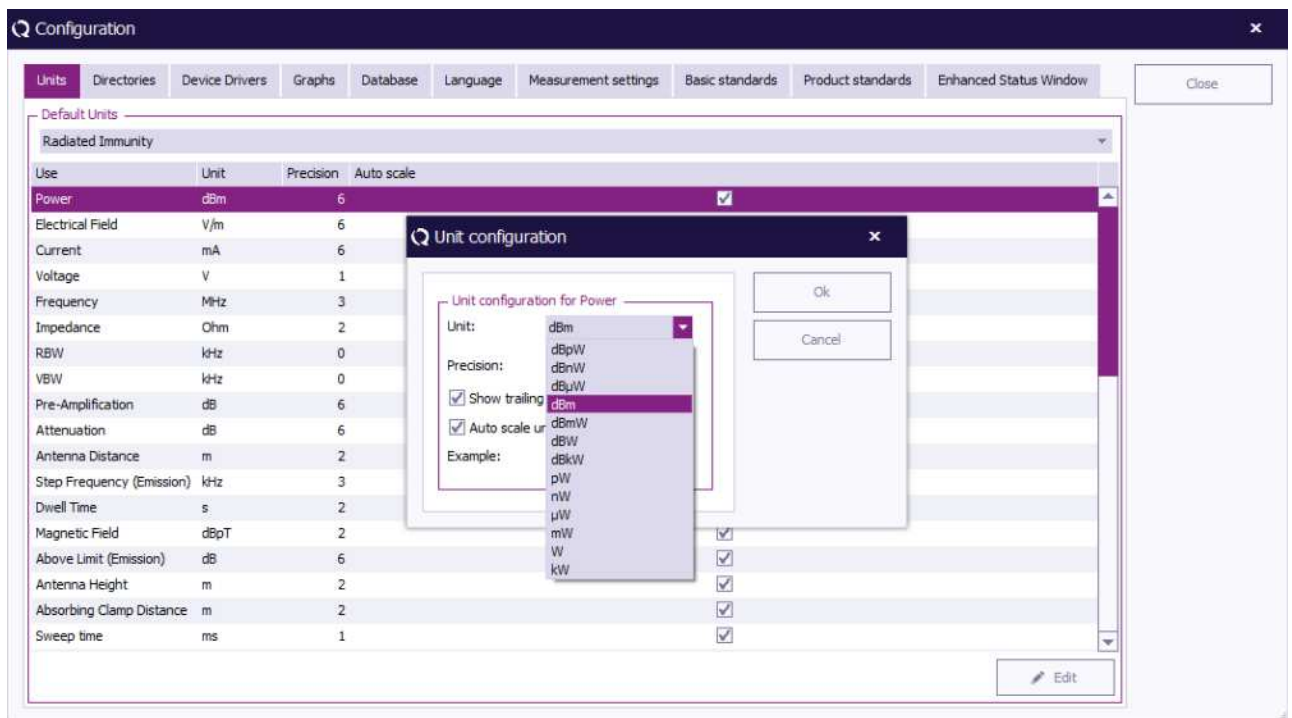 Configuration
Units Directories Device Drivers Graphs Database Language Measurement settings Basic standards Product standards Enhanced Status Window
Close
Default Units
Radiated Immunity
Use Unit Precision Auto scale
Power dBm 6
Electrical Field V/m 6
Current mA 6
Voltage V 1
Frequency MHz 3
Impedance Ohm 2
RBW kHz 0
VBW kHz 0
Pre-Amplification dB 6
Attenuation dB 6
Antenna Distance m 2
Step Frequency (Emission) kHz 3
Dwell Time s 2
Magnetic Field dBpT 2
Above Limit (Emission) dB 6
Antenna Height m 2
Absorbing Clamp Distance m 2
Sweep time ms 1
Edit
Unit configuration
Unit configuration for Power
Unit: dBm
Precision:
Show trailing
Auto scale
Example:
dBpW
dBnW
dBµW
dBm
dBmW
dBW
dBkW
pW
nW
µW
mW
W
kW
Ok
Cancel